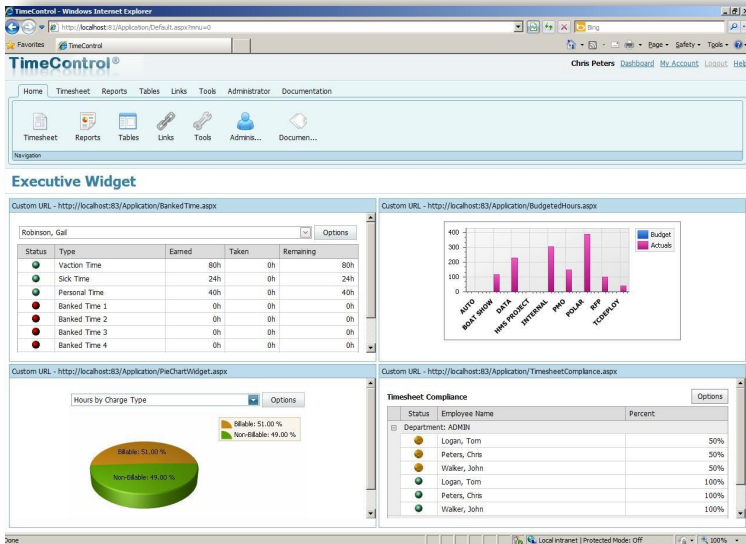 TimeControl - Windows Internet Explorer
http://localhost:81/Application/Default.aspx?mnu=0
Bing
Favorites TimeControl
Page Safety Tools
TimeControl®
Chris Peters Dashboard My Account Logout Help
Home Timesheet Reports Tables Links Tools Administrator Documentation
Timesheet Reports Tables Links Tools Adminis... Documen...
Navigation
Executive Widget
Custom URL - http://localhost:83/Application/BankedTime.aspx
Robinson, Gail Options
Status Type Earned Taken Remaining
Vaction Time 80h 0h 80h
Sick Time 24h 0h 24h
Personal Time 40h 0h 40h
Banked Time 1 0h 0h 0h
Banked Time 2 0h 0h 0h
Banked Time 3 0h 0h 0h
Banked Time 4 0h 0h 0h
Custom URL - http://localhost:83/Application/BudgetedHours.aspx
400
300
200
100
0
AUTO BOAT SHOW DATA HMS PROJECT INTERNAL PMO POLAR RFP TCDEPLOY
Budget
Actuals
Custom URL - http://localhost:83/Application/PieChartWidget.aspx
Hours by Charge Type Options
Billable: 51.00 %
Non-Billable: 49.00 %
Billable: 51.00 %
Non-Billable: 49.00 %
Custom URL - http://localhost:83/Application/TimesheetCompliance.aspx
Timesheet Compliance Options
Status Employee Name Percent
Department: ADMIN
Logan, Tom 50%
Peters, Chris 50%
Walker, John 50%
Logan, Tom 100%
Peters, Chris 100%
Walker, John 100%
Done Local intranet | Protected Mode: Off 100%